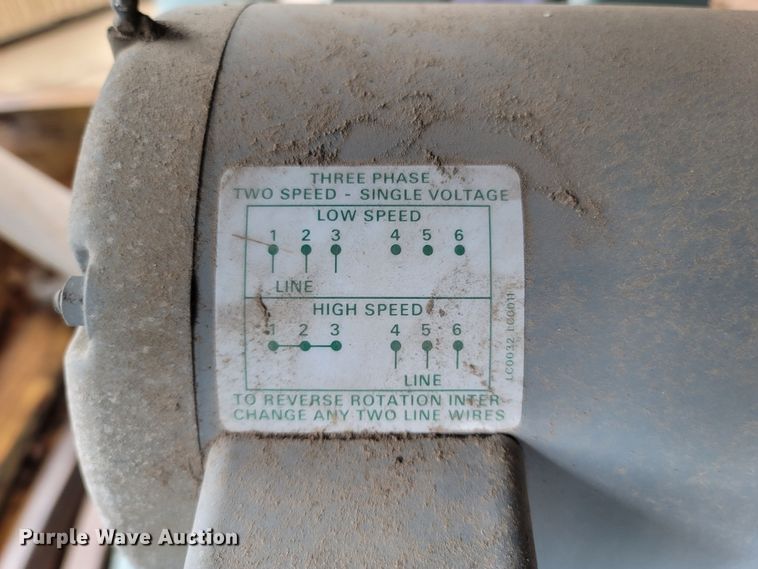 THREE PHASE
TWO SPEED - SINGLE VOLTAGE
LOW SPEED
1 2 3 4 5 6
LINE
HIGH SPEED
1 2 3 4 5 6
LINE
TO REVERSE ROTATION INTER
CHANGE ANY TWO LINE WIRES
LC0032 LC0011
Purple Wave Auction